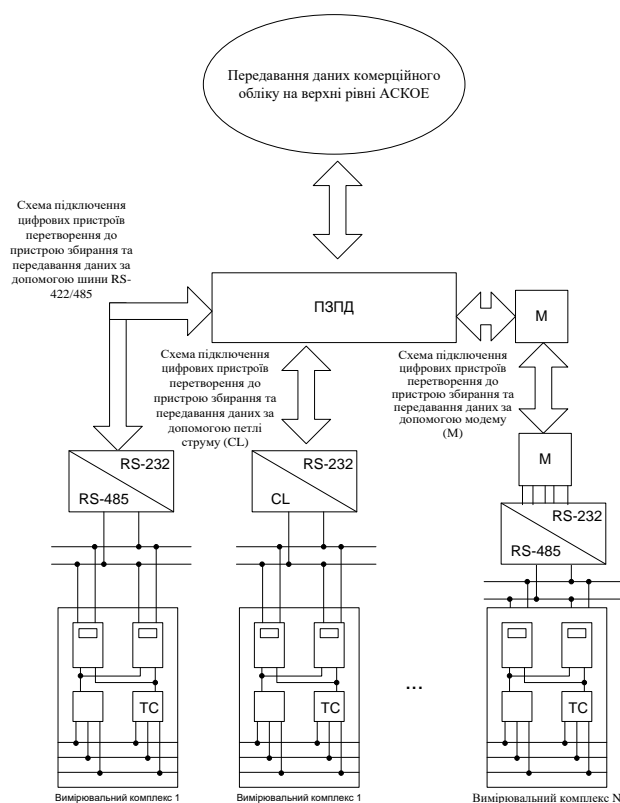 Передавання даних комерційного
обліку на верхні рівні АСКОЕ
Схема підключення
цифрових пристроїв
перетворення до
пристрою збирання та
передавання даних за
допомогою шини RS-
422/485
ПЗПД
М
Схема підключення
цифрових пристроїв
перетворення до
пристрою збирання та
передавання даних за
допомогою петлі
струму (CL)
Схема підключення
цифрових пристроїв
перетворення до
пристрою збирання та
передавання даних за
допомогою модему
(М)
М
RS-232
RS-485
RS-232
CL
RS-232
RS-485
ТС
ТС
...
ТС
Вимірювальний комплекс 1
Вимірювальний комплекс 1
Вимірювальний комплекс N